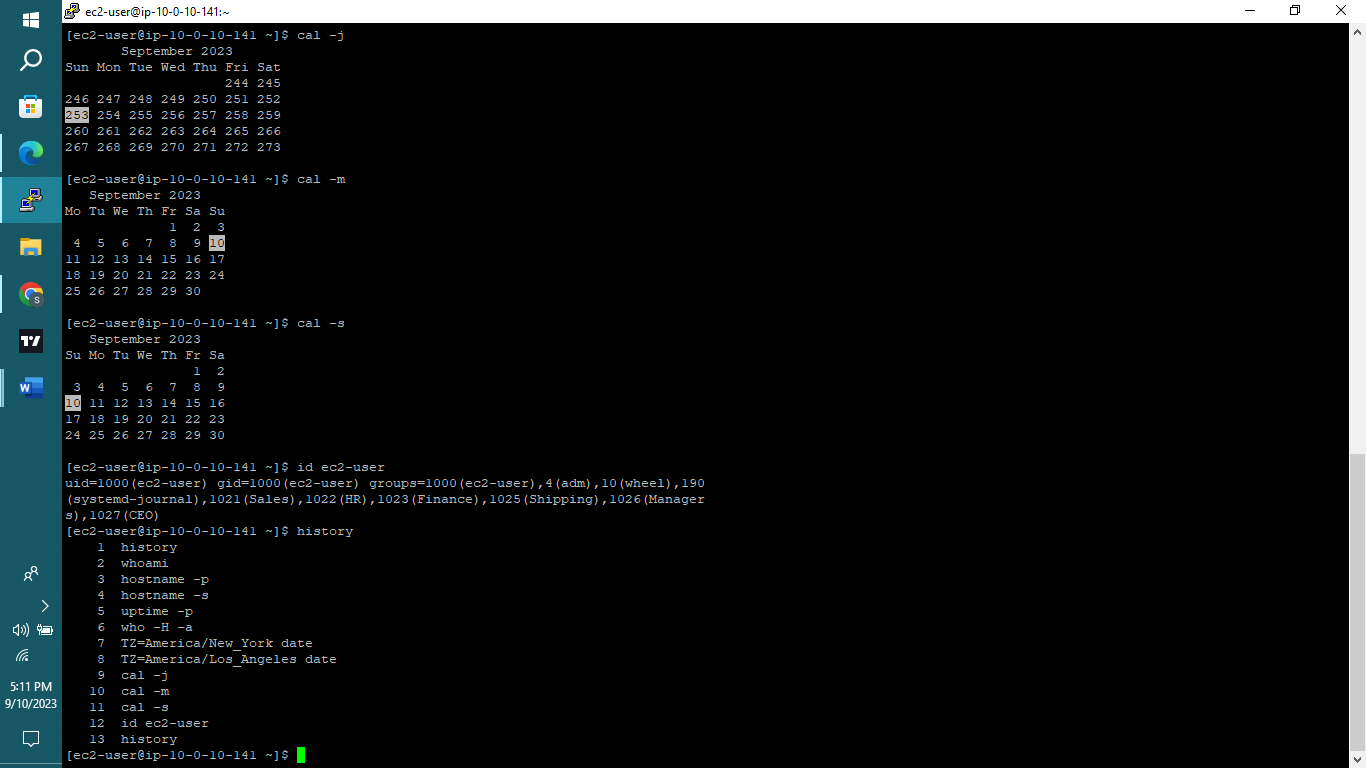 ec2-user@ip-10-0-10-141:~
[ec2-user@ip-10-0-10-141 ~]$ cal -j
       September 2023
Sun Mon Tue Wed Thu Fri Sat
                    244 245
246 247 248 249 250 251 252
253 254 255 256 257 258 259
260 261 262 263 264 265 266
267 268 269 270 271 272 273
[ec2-user@ip-10-0-10-141 ~]$ cal -m
   September 2023
Mo Tu We Th Fr Sa Su
             1  2  3
 4  5  6  7  8  9 10
11 12 13 14 15 16 17
18 19 20 21 22 23 24
25 26 27 28 29 30
[ec2-user@ip-10-0-10-141 ~]$ cal -s
   September 2023
Su Mo Tu We Th Fr Sa
                1  2
 3  4  5  6  7  8  9
10 11 12 13 14 15 16
17 18 19 20 21 22 23
24 25 26 27 28 29 30
[ec2-user@ip-10-0-10-141 ~]$ id ec2-user
uid=1000(ec2-user) gid=1000(ec2-user) groups=1000(ec2-user),4(adm),10(wheel),190
(systemd-journal),1021(Sales),1022(HR),1023(Finance),1025(Shipping),1026(Manager
s),1027(CEO)
[ec2-user@ip-10-0-10-141 ~]$ history
    1  history
    2  whoami
    3  hostname -p
    4  hostname -s
    5  uptime -p
    6  who -H -a
    7  TZ=America/New_York date
    8  TZ=America/Los_Angeles date
    9  cal -j
   10  cal -m
   11  cal -s
   12  id ec2-user
   13  history
[ec2-user@ip-10-0-10-141 ~]$
S
W
5:11 PM
9/10/2023